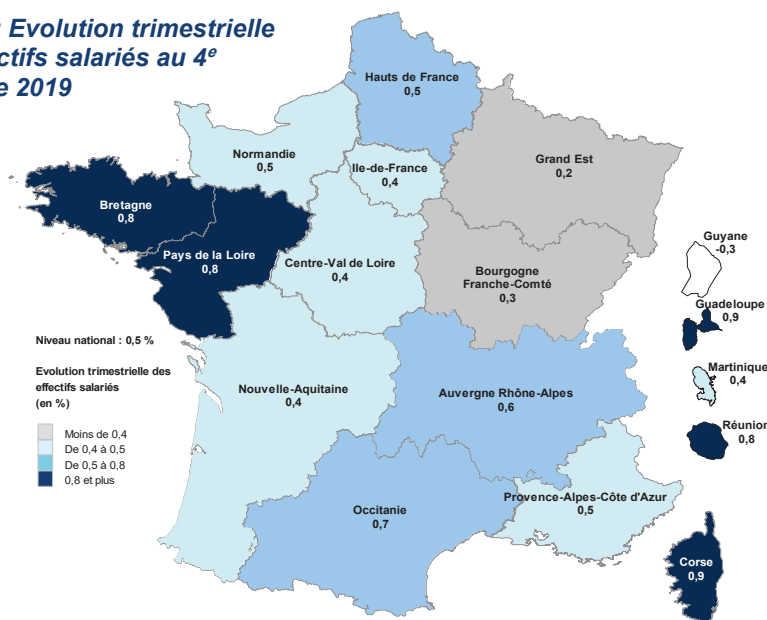 : Evolution trimestrielle
ectifs salariés au 4e
e 2019
Hauts de France
0,5
Normandie
0,5
Ile-de-France
0,4
Grand Est
0,2
Bretagne
0,8
Pays de la Loire
0,8
Centre-Val de Loire
0,4
Bourgogne
Franche-Comté
0,3
Guyane
-0,3
Guadeloupe
0,9
Martinique
0,4
Réunion
0,8
Niveau national : 0,5 %
Evolution trimestrielle des
effectifs salariés
(en %)
Moins de 0,4
De 0,4 à 0,5
De 0,5 à 0,8
0,8 et plus
Nouvelle-Aquitaine
0,4
Auvergne Rhône-Alpes
0,6
Occitanie
0,7
Provence-Alpes-Côte d'Azur
0,5
Corse
0,9